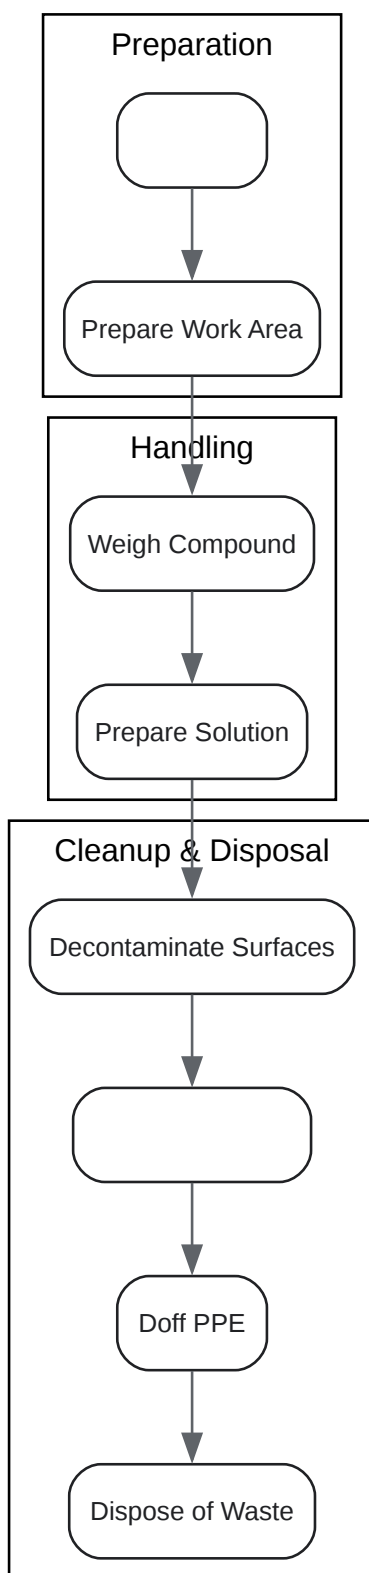 Preparation
Prepare Work Area
Handling
Weigh Compound
Prepare Solution
Cleanup & Disposal
Decontaminate Surfaces
Doff PPE
Dispose of Waste